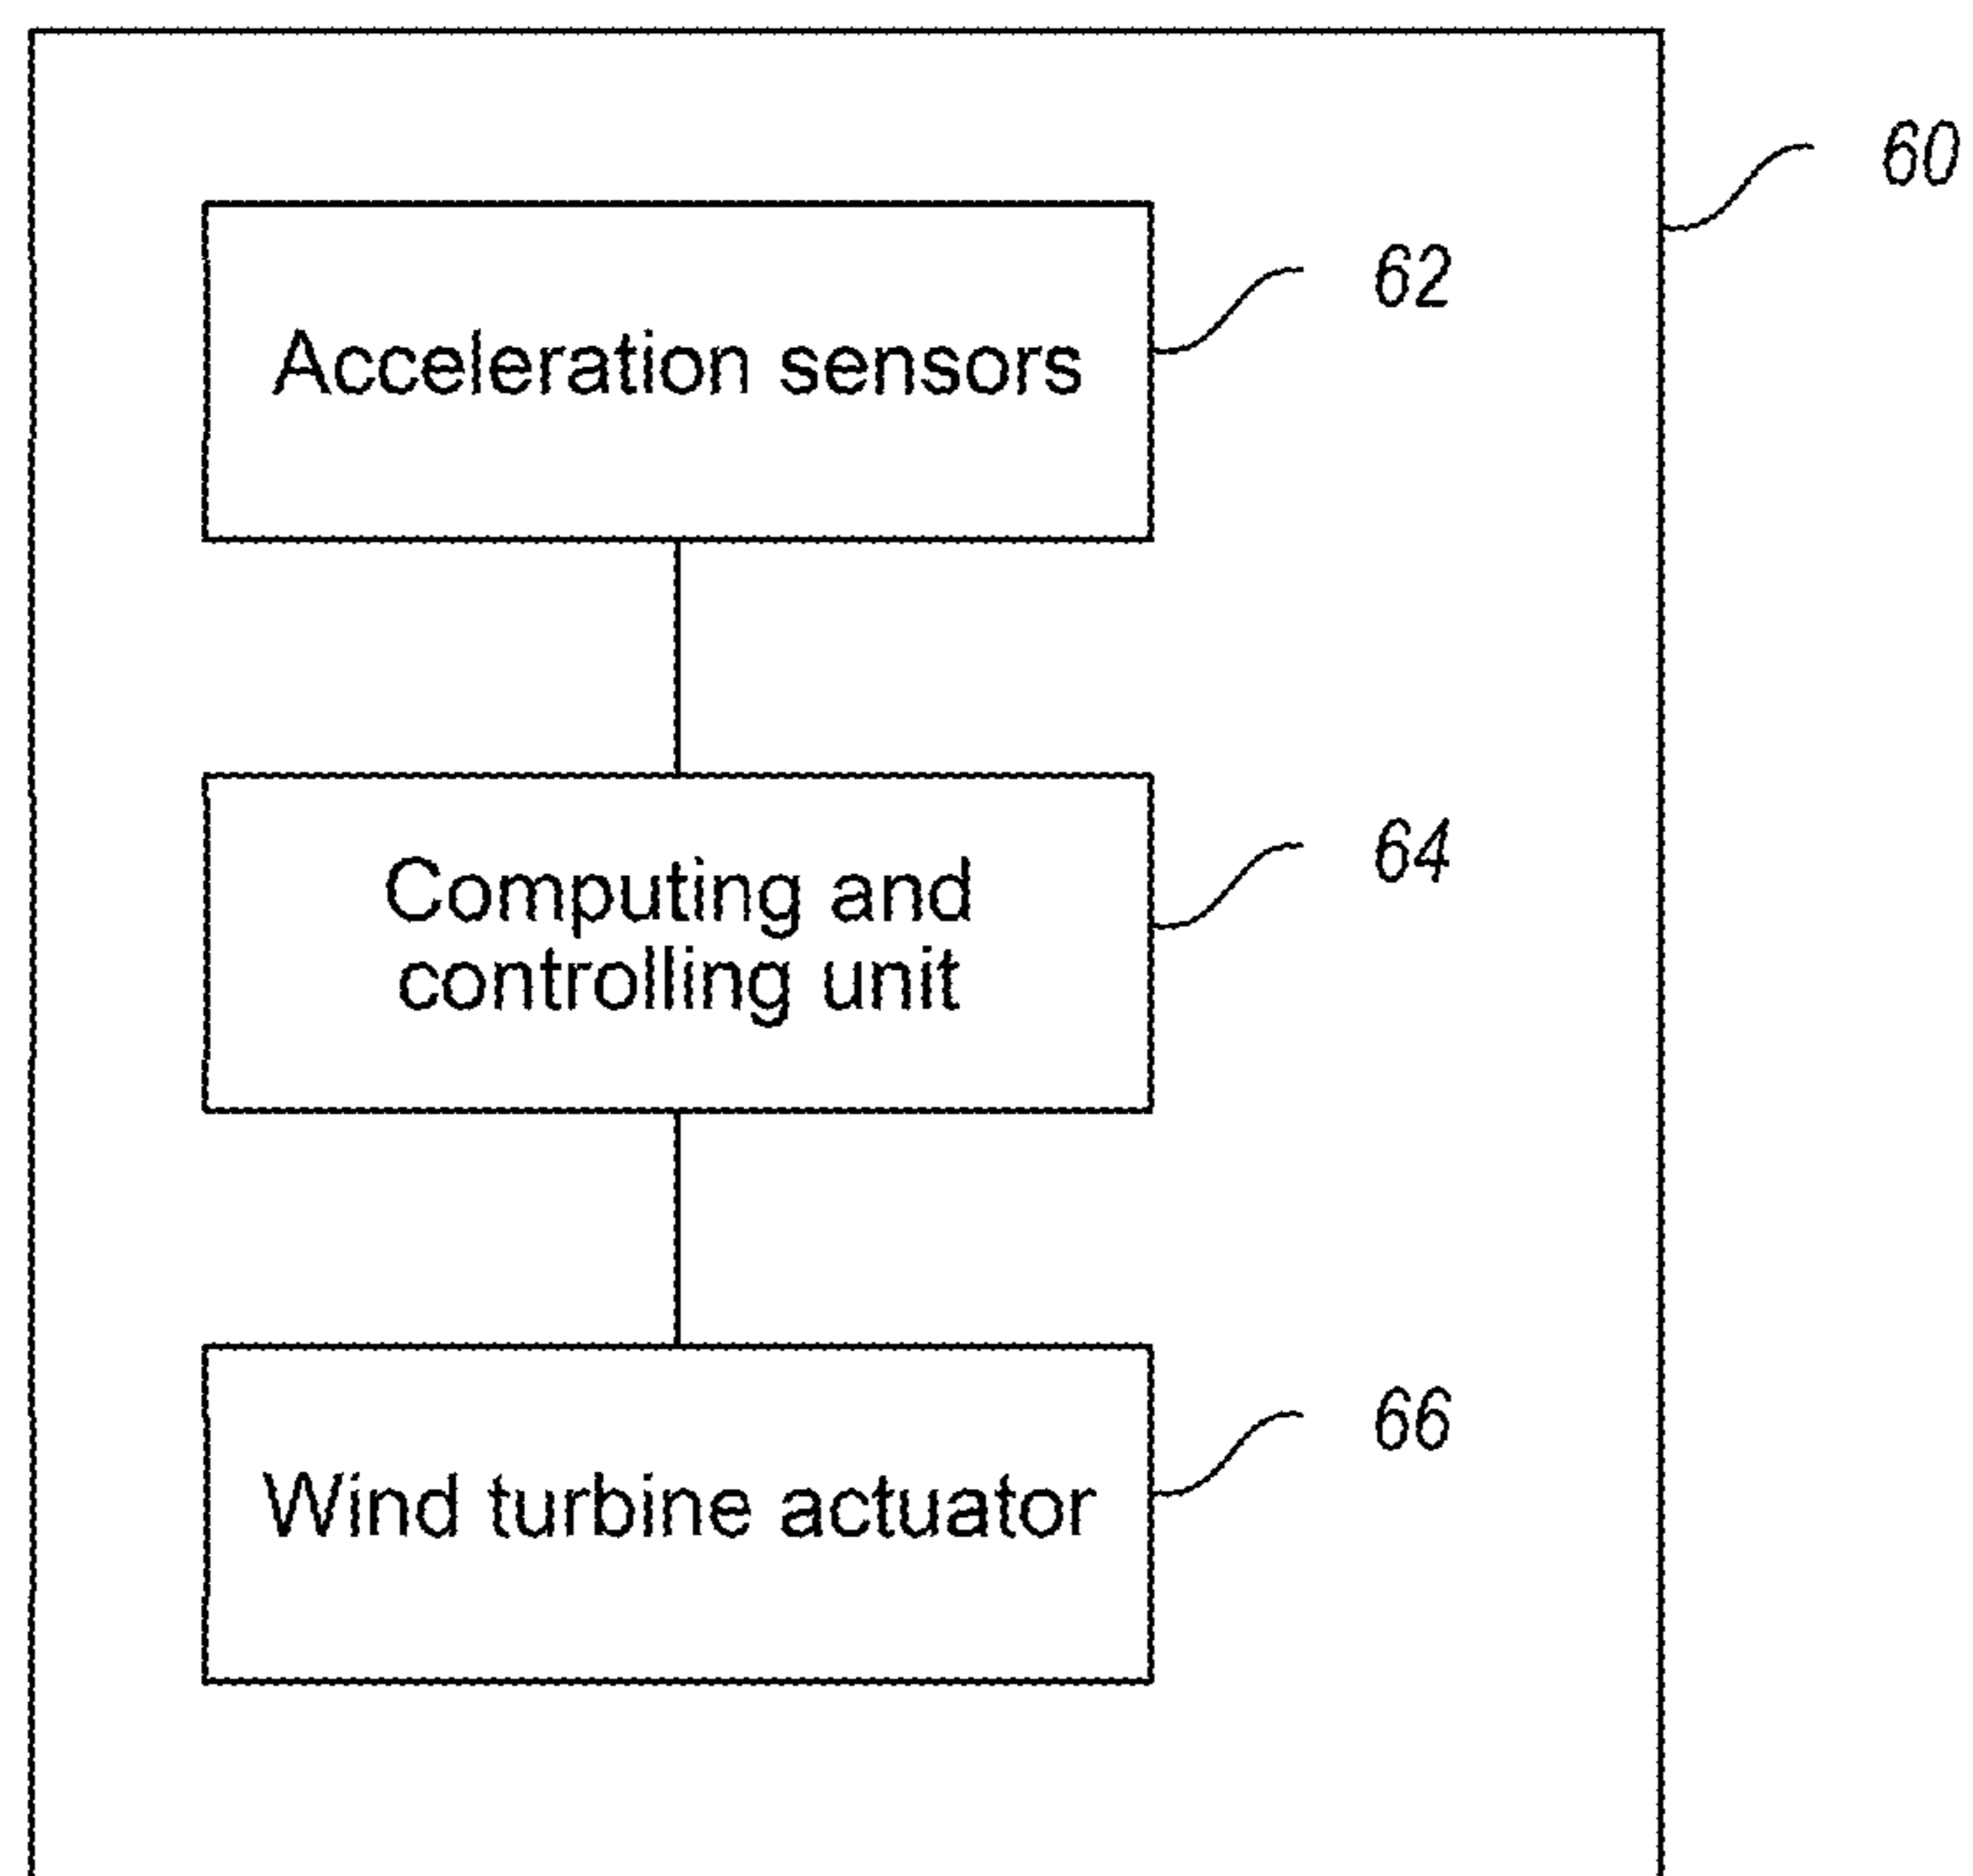 60
62
Acceleration sensors
64
Computing and
controlling unit
66
Wind turbine actuator